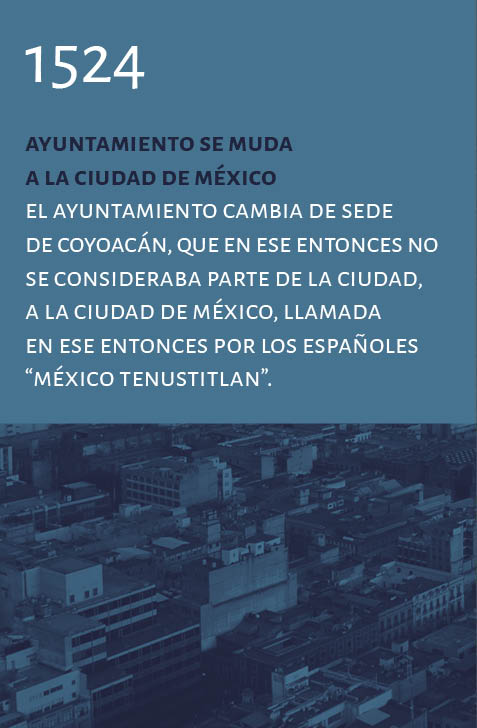 1524
AYUNTAMIENTO SE MUDA
A LA CIUDAD DE MÉXICO
EL AYUNTAMIENTO CAMBIA DE SEDE
DE COYOACÁN, QUE EN ESE ENTONCES NO
SE CONSIDERABA PARTE DE LA CIUDAD,
A LA CIUDAD DE MÉXICO, LLAMADA
EN ESE ENTONCES POR LOS ESPAÑOLES
“MÉXICO TENUSTITLAN”.